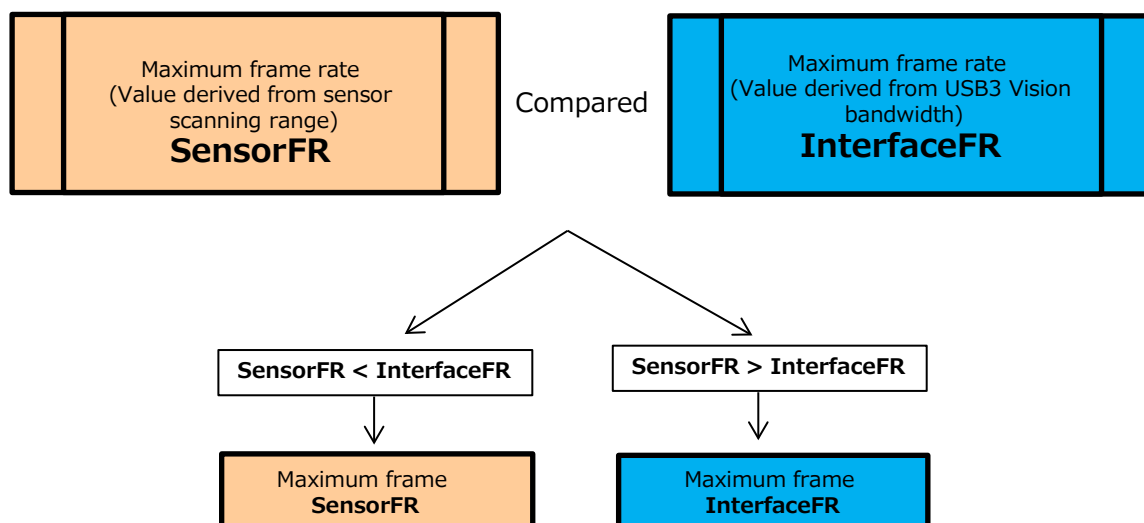 Maximum frame rate
(Value derived from sensor
scanning range)
SensorFR
Compared
Maximum frame rate
(Value derived from USB3 Vision
bandwidth)
InterfaceFR
SensorFR < InterfaceFR
SensorFR > InterfaceFR
Maximum frame
SensorFR
Maximum frame
InterfaceFR